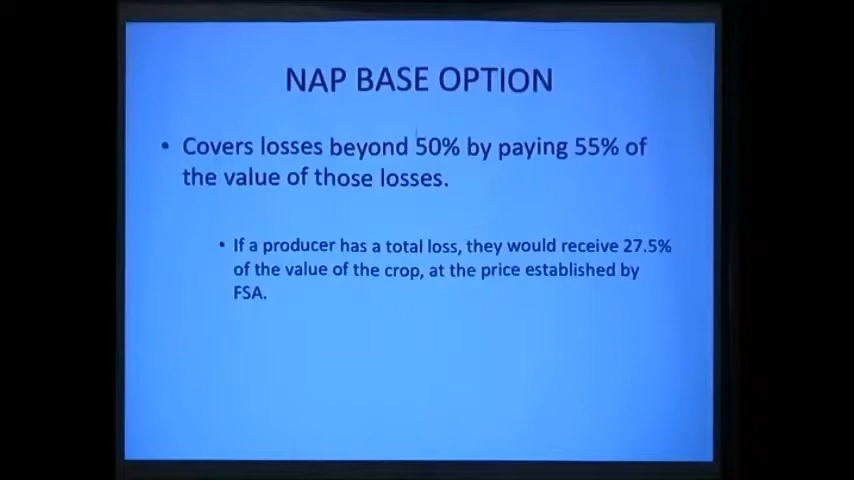 NAP BASE OPTION
• Covers losses beyond 50% by paying 55% of
the value of those losses.
• If a producer has a total loss, they would receive 27.5%
of the value of the crop, at the price established by
FSA.